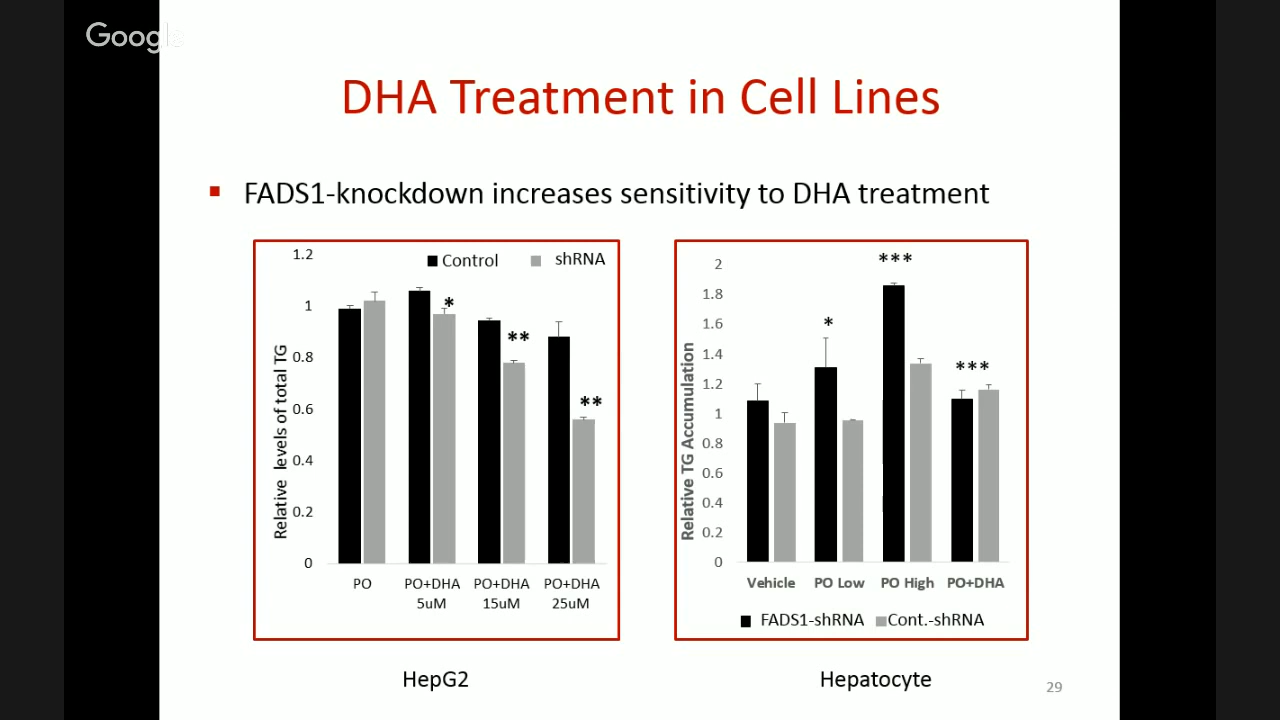 Google
DHA Treatment in Cell Lines
▪ FADS1-knockdown increases sensitivity to DHA treatment
Control shRNA
Relative levels of total TG
1.2
1
0.8
0.6
0.4
0.2
0
*
**
**
PO PO+DHA 5uM PO+DHA 15uM PO+DHA 25uM
HepG2
Relative TG Accumulation
2
1.8
1.6
1.4
1.2
1
0.8
0.6
0.4
0.2
0
*
***
***
Vehicle PO Low PO High PO+DHA
FADS1-shRNA Cont.-shRNA
Hepatocyte
29